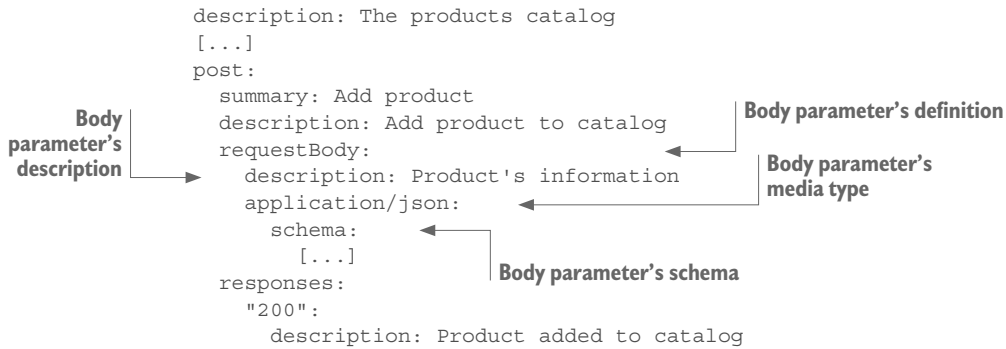 description: The products catalog
[...]
post:
summary: Add product
description: Add product to catalog
requestBody:
description: Product's information
application/json:
schema:
[...]
responses:
"200":
description: Product added to catalog
Body
parameter's
description
Body parameter's definition
Body parameter's
media type
Body parameter's schema